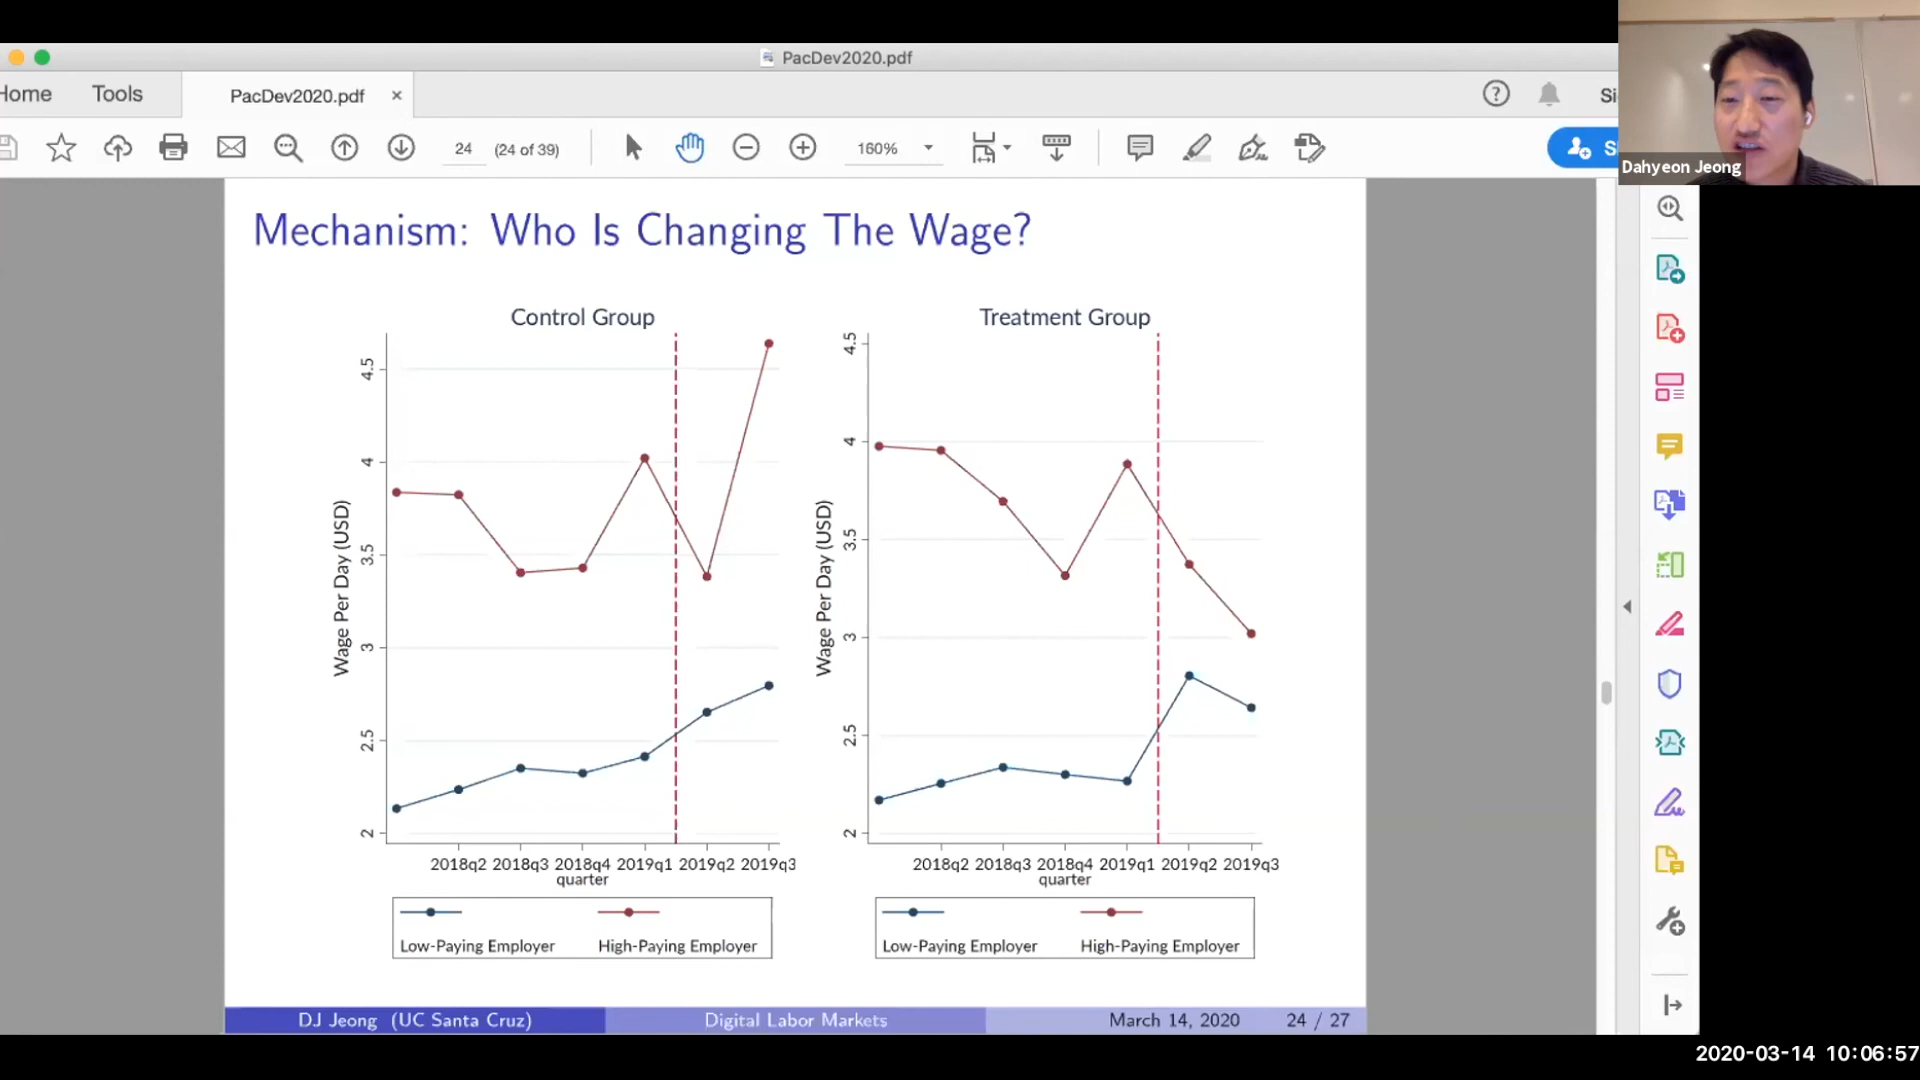 PacDev2020.pdf
Home
Tools
PacDev2020.pdf ×
Si
24
(24 of 39)
160%
S
Dahyeon Jeong
Mechanism: Who Is Changing The Wage?
Control Group
Wage Per Day (USD)
4.5
4
3.5
3
2.5
2
2018q2 2018q3 2018q4 2019q1 2019q2 2019q3
quarter
Low-Paying Employer
High-Paying Employer
Treatment Group
Wage Per Day (USD)
4.5
4
3.5
3
2.5
2
2018q2 2018q3 2018q4 2019q1 2019q2 2019q3
quarter
Low-Paying Employer
High-Paying Employer
DJ Jeong (UC Santa Cruz)
Digital Labor Markets
March 14, 2020
24 / 27
2020-03-14 10:06:57